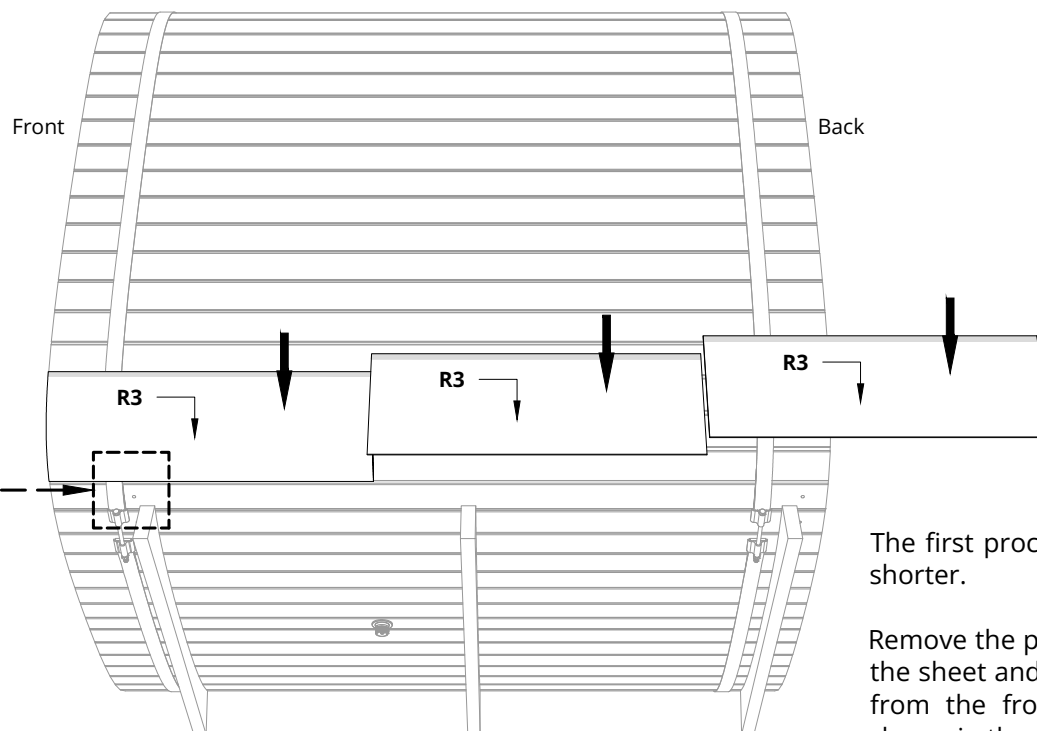 Front
Back
R3
R3
R3
The first proc
shorter.
Remove the p
the sheet and
from the fro